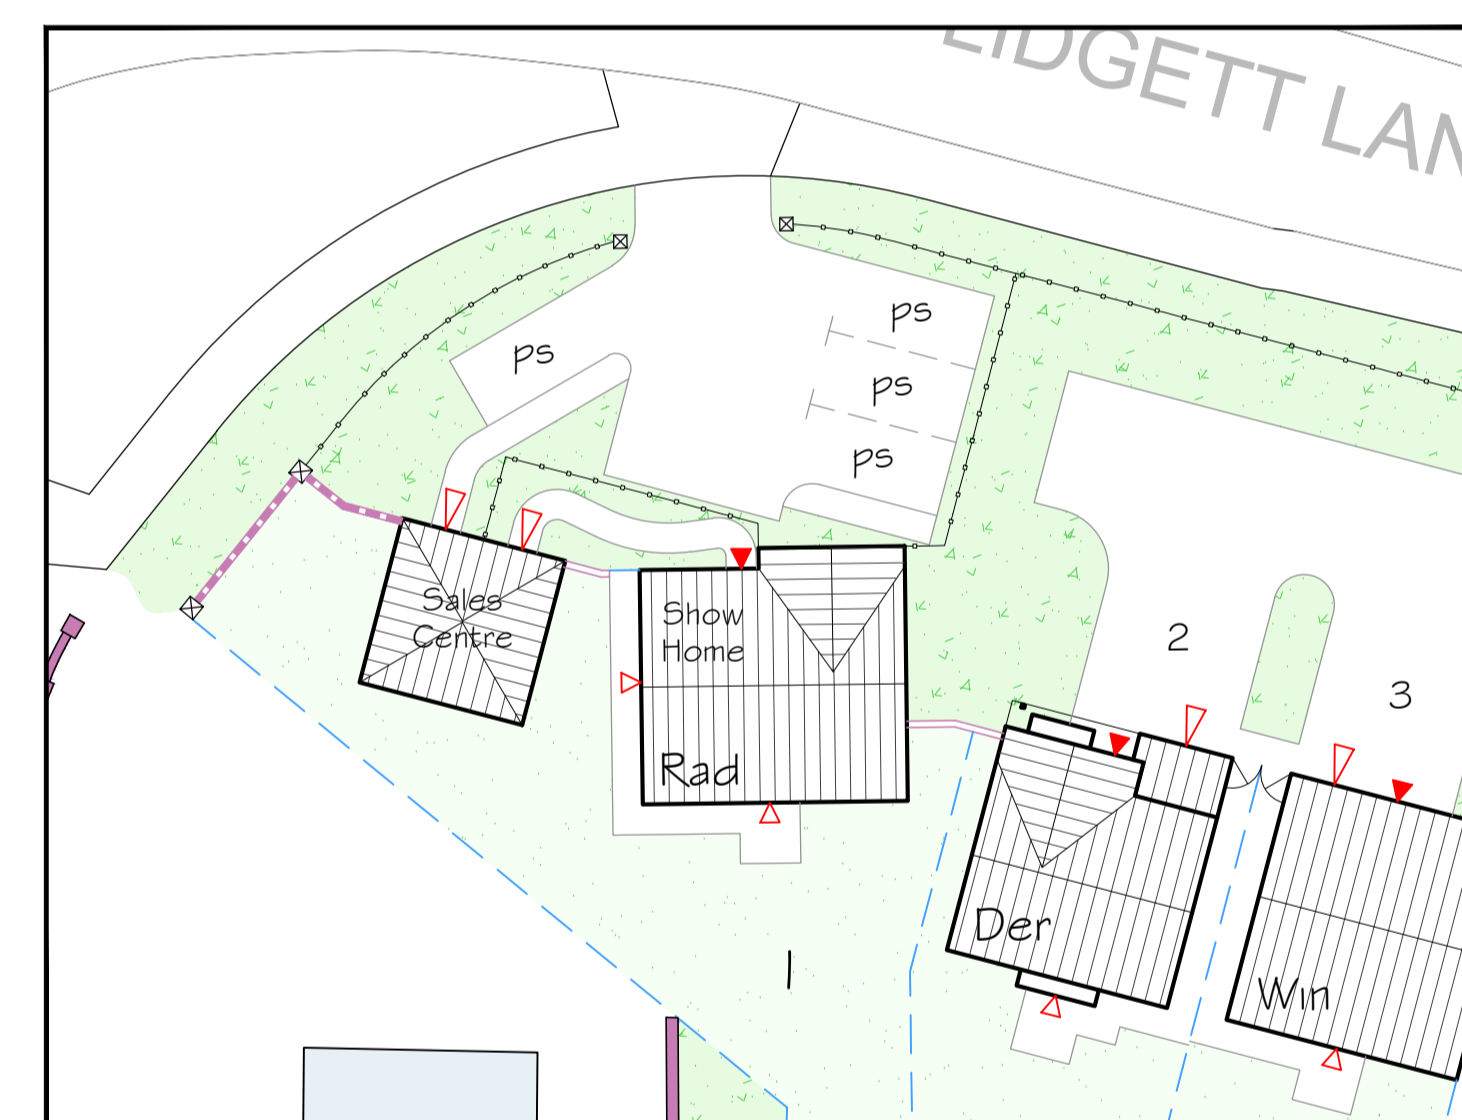 LIDGETT LAN
ps
ps
ps
ps
Sales
Centre
Show
Home
2
3
Rad
Der
Win
1